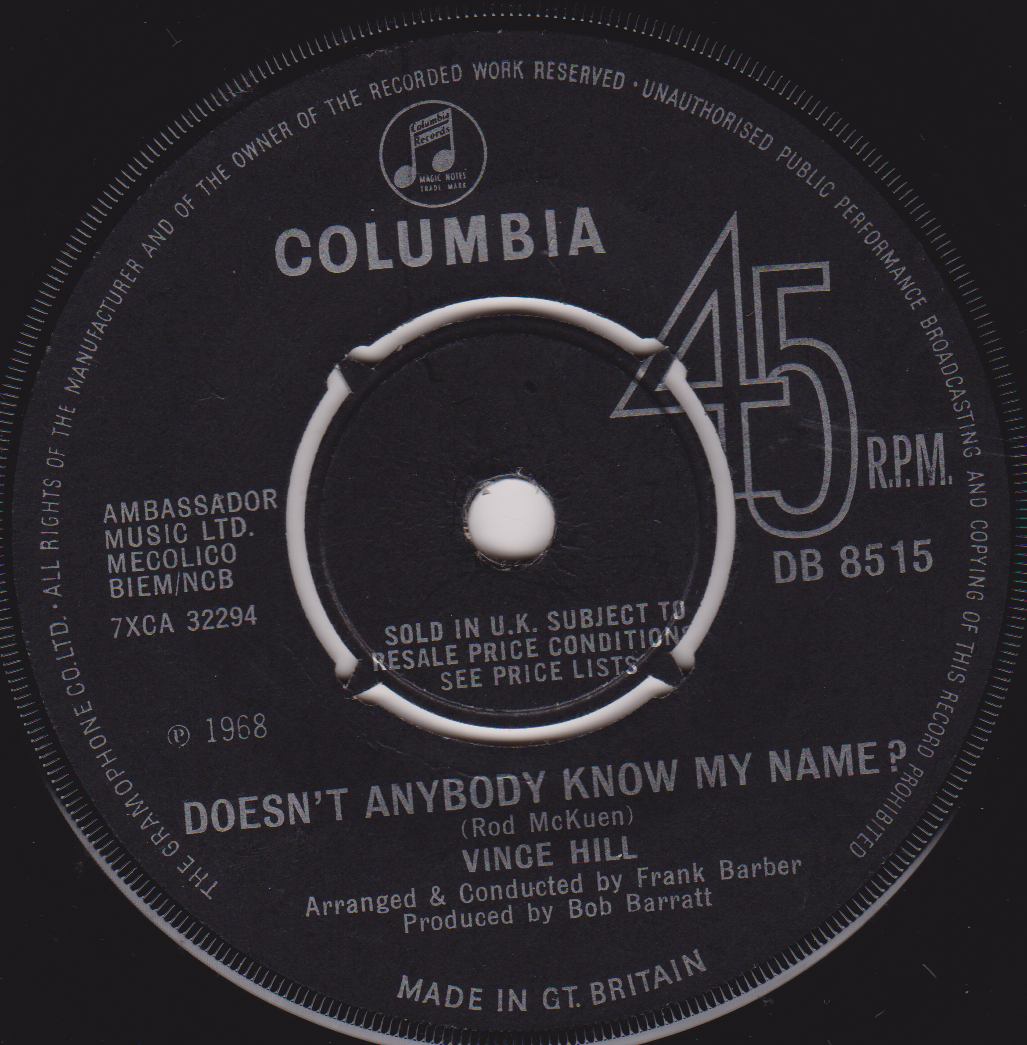 THE GRAMOPHONE CO. LTD. · ALL RIGHTS OF THE MANUFACTURER AND OF THE OWNER OF THE RECORDED WORK RESERVED · UNAUTHORISED PUBLIC PERFORMANCE BROADCASTING AND COPYING OF THIS RECORD PROHIBITED
Columbia
Records
MAGIC NOTES
TRADE MARK
COLUMBIA
45
R.P.M.
DB 8515
AMBASSADOR
MUSIC LTD.
MECOLICO
BIEM/NCB
7XCA 32294
SOLD IN U.K. SUBJECT TO
RESALE PRICE CONDITIONS
SEE PRICE LISTS
℗ 1968
DOESN'T ANYBODY KNOW MY NAME?
(Rod McKuen)
VINCE HILL
Arranged & Conducted by Frank Barber
Produced by Bob Barratt
MADE IN GT. BRITAIN